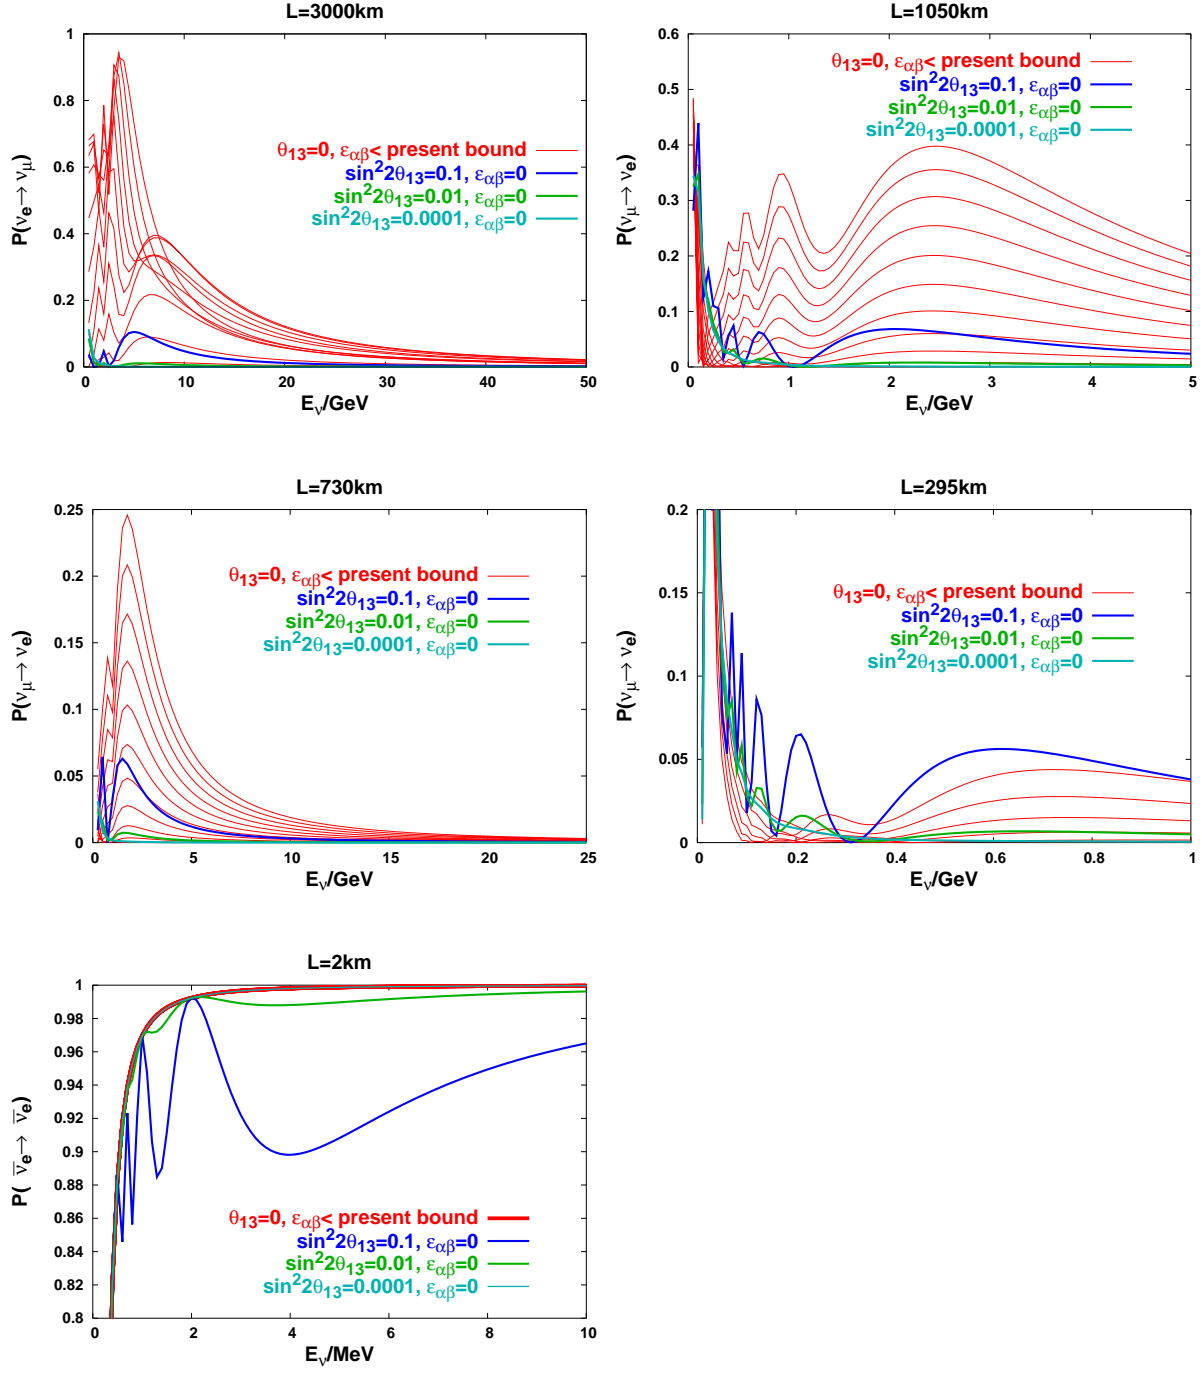 L=3000km
1
0.8
0.6
0.4
0.2
0
0 10 20 30 40 50
P(νe→ νμ)
Eν/GeV
θ13=0, εαβ< present bound
sin²2θ13=0.1, εαβ=0
sin²2θ13=0.01, εαβ=0
sin²2θ13=0.0001, εαβ=0
L=1050km
0.6
0.5
0.4
0.3
0.2
0.1
0
0 1 2 3 4 5
P(νμ→ νe)
Eν/GeV
θ13=0, εαβ< present bound
sin²2θ13=0.1, εαβ=0
sin²2θ13=0.01, εαβ=0
sin²2θ13=0.0001, εαβ=0
L=730km
0.25
0.2
0.15
0.1
0.05
0
0 5 10 15 20 25
P(νμ→ νe)
Eν/GeV
θ13=0, εαβ< present bound
sin²2θ13=0.1, εαβ=0
sin²2θ13=0.01, εαβ=0
sin²2θ13=0.0001, εαβ=0
L=295km
0.2
0.15
0.1
0.05
0
0 0.2 0.4 0.6 0.8 1
P(νμ→ νe)
Eν/GeV
θ13=0, εαβ< present bound
sin²2θ13=0.1, εαβ=0
sin²2θ13=0.01, εαβ=0
sin²2θ13=0.0001, εαβ=0
L=2km
1
0.98
0.96
0.94
0.92
0.9
0.88
0.86
0.84
0.82
0.8
0 2 4 6 8 10
P( ν̅e→ ν̅e)
Eν/MeV
θ13=0, εαβ< present bound
sin²2θ13=0.1, εαβ=0
sin²2θ13=0.01, εαβ=0
sin²2θ13=0.0001, εαβ=0